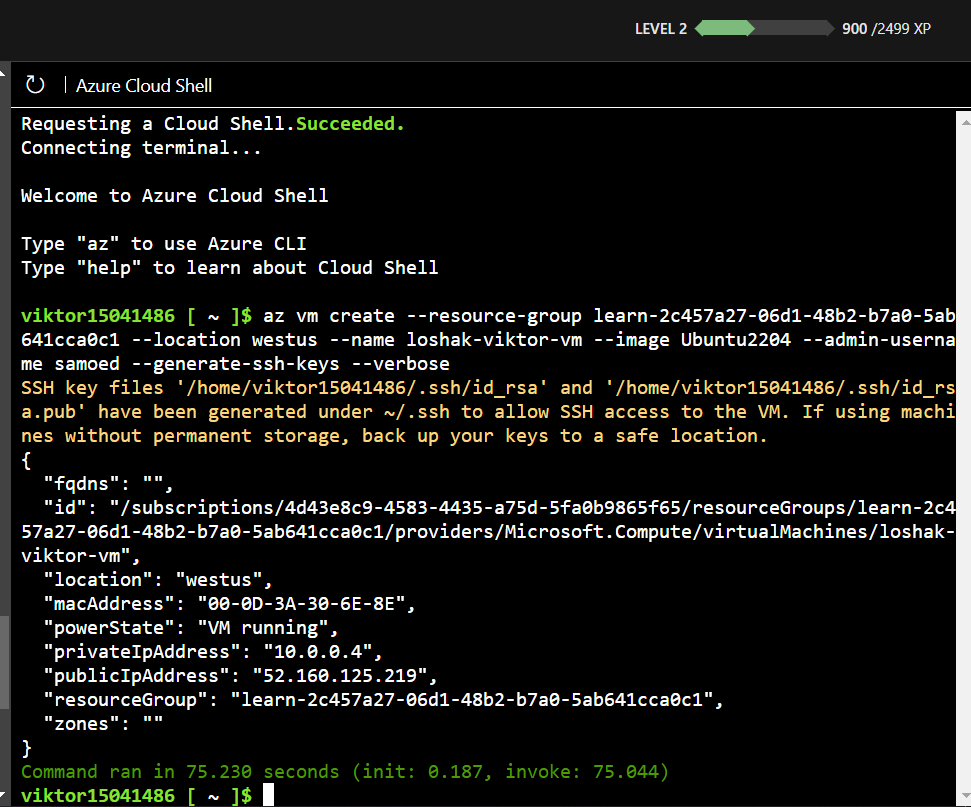 LEVEL 2 900 /2499 XP
Azure Cloud Shell
Requesting a Cloud Shell.Succeeded.
Connecting terminal...
Welcome to Azure Cloud Shell
Type "az" to use Azure CLI
Type "help" to learn about Cloud Shell
viktor15041486 [ ~ ]$ az vm create --resource-group learn-2c457a27-06d1-48b2-b7a0-5ab
641cca0c1 --location westus --name loshak-viktor-vm --image Ubuntu2204 --admin-userna
me samoed --generate-ssh-keys --verbose
SSH key files '/home/viktor15041486/.ssh/id_rsa' and '/home/viktor15041486/.ssh/id_rs
a.pub' have been generated under ~/.ssh to allow SSH access to the VM. If using machi
nes without permanent storage, back up your keys to a safe location.
{
  "fqdns": "",
  "id": "/subscriptions/4d43e8c9-4583-4435-a75d-5fa0b9865f65/resourceGroups/learn-2c4
57a27-06d1-48b2-b7a0-5ab641cca0c1/providers/Microsoft.Compute/virtualMachines/loshak-
viktor-vm",
  "location": "westus",
  "macAddress": "00-0D-3A-30-6E-8E",
  "powerState": "VM running",
  "privateIpAddress": "10.0.0.4",
  "publicIpAddress": "52.160.125.219",
  "resourceGroup": "learn-2c457a27-06d1-48b2-b7a0-5ab641cca0c1",
  "zones": ""
}
Command ran in 75.230 seconds (init: 0.187, invoke: 75.044)
viktor15041486 [ ~ ]$